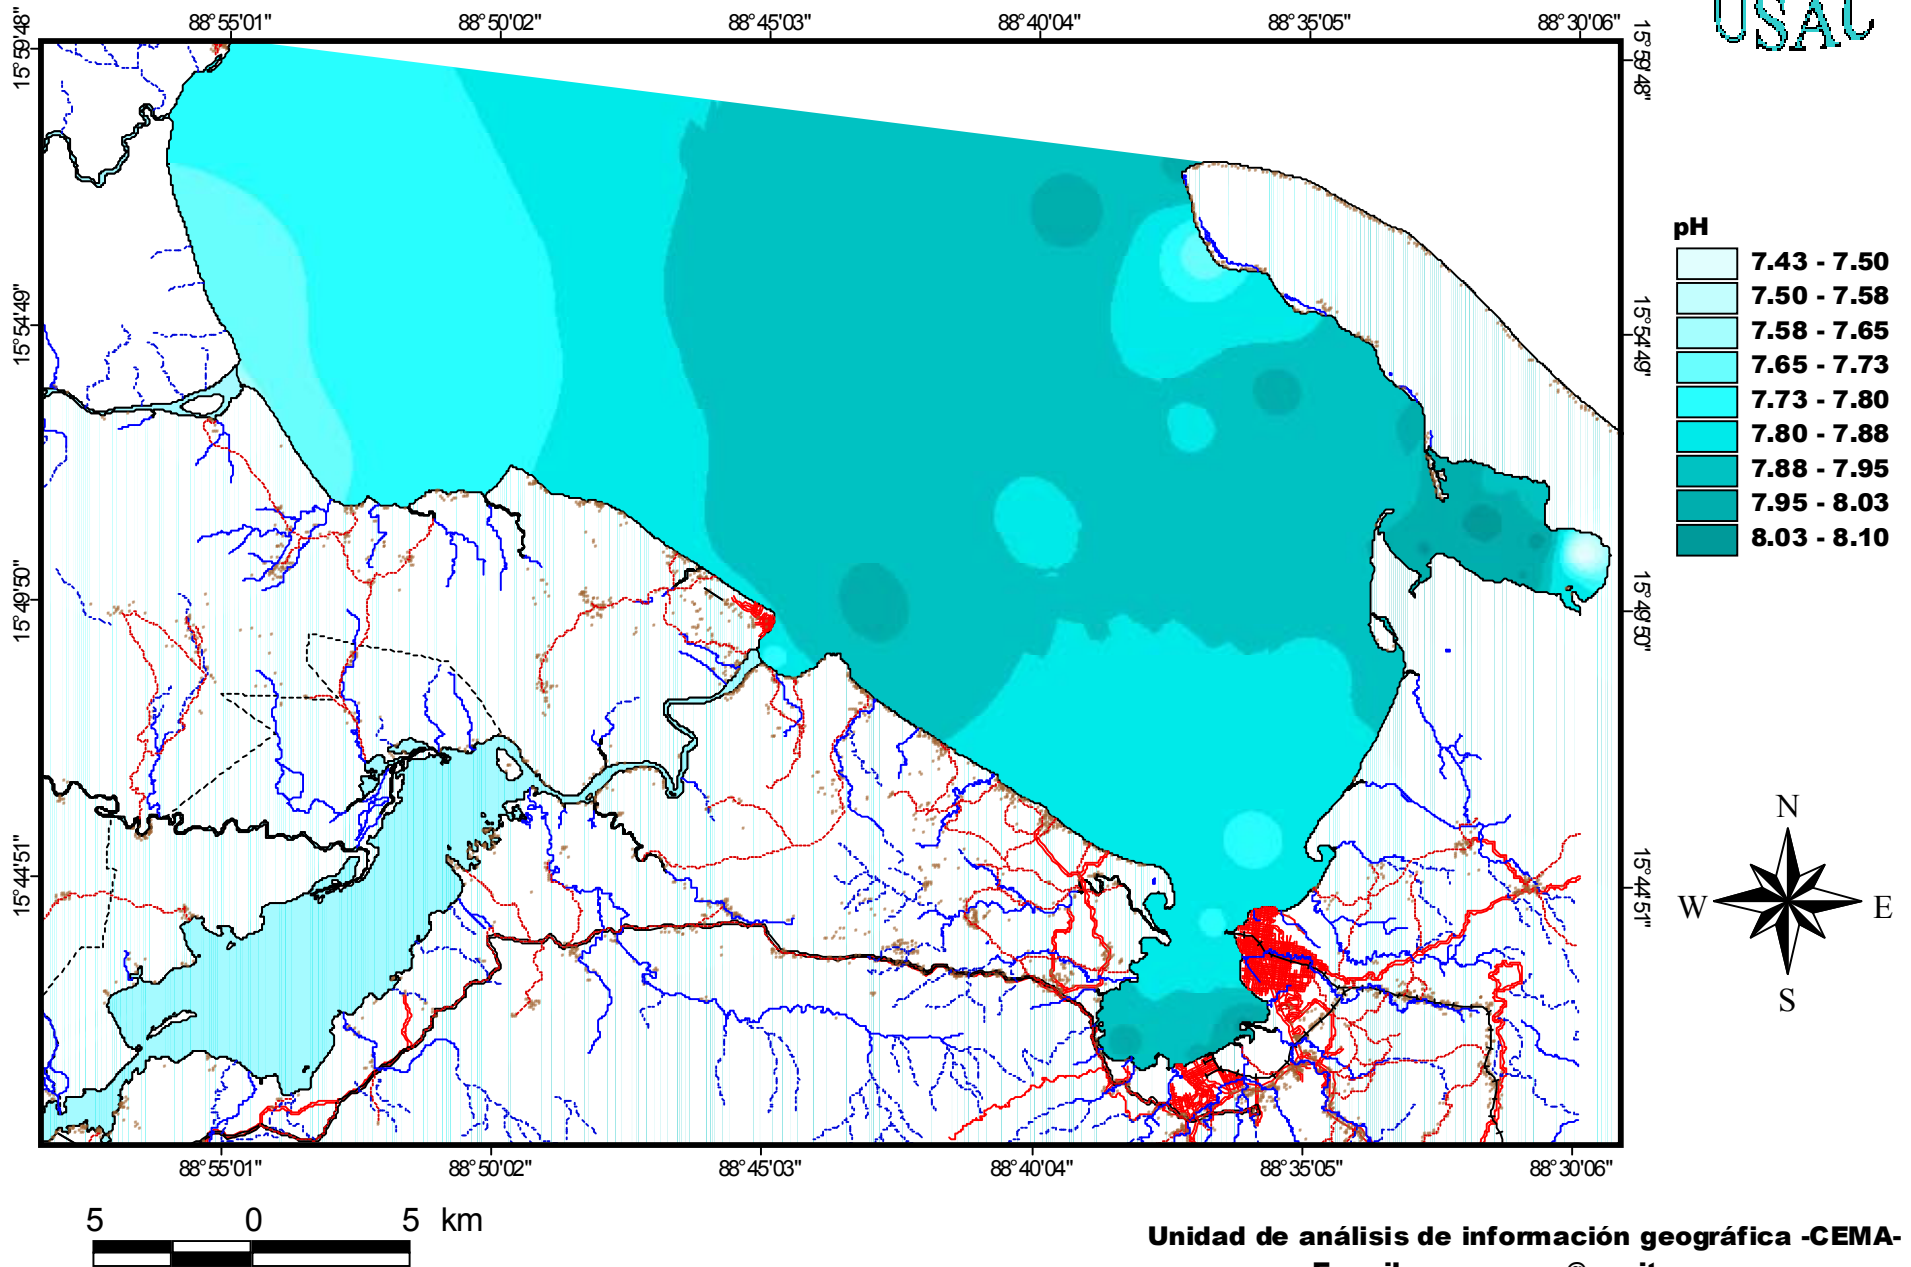 USAC
88°55'01" 88°50'02" 88°45'03" 88°40'04" 88°35'05" 88°30'06"
15°59'48"
15°54'49"
15°49'50"
15°44'51"
15°59'48"
15°54'49"
15°49'50"
15°44'51"
pH
7.43 - 7.50
7.50 - 7.58
7.58 - 7.65
7.65 - 7.73
7.73 - 7.80
7.80 - 7.88
7.88 - 7.95
7.95 - 8.03
8.03 - 8.10
N
W E
S
88°55'01" 88°50'02" 88°45'03" 88°40'04" 88°35'05" 88°30'06"
5 0 5 km
Unidad de análisis de información geográfica -CEMA-